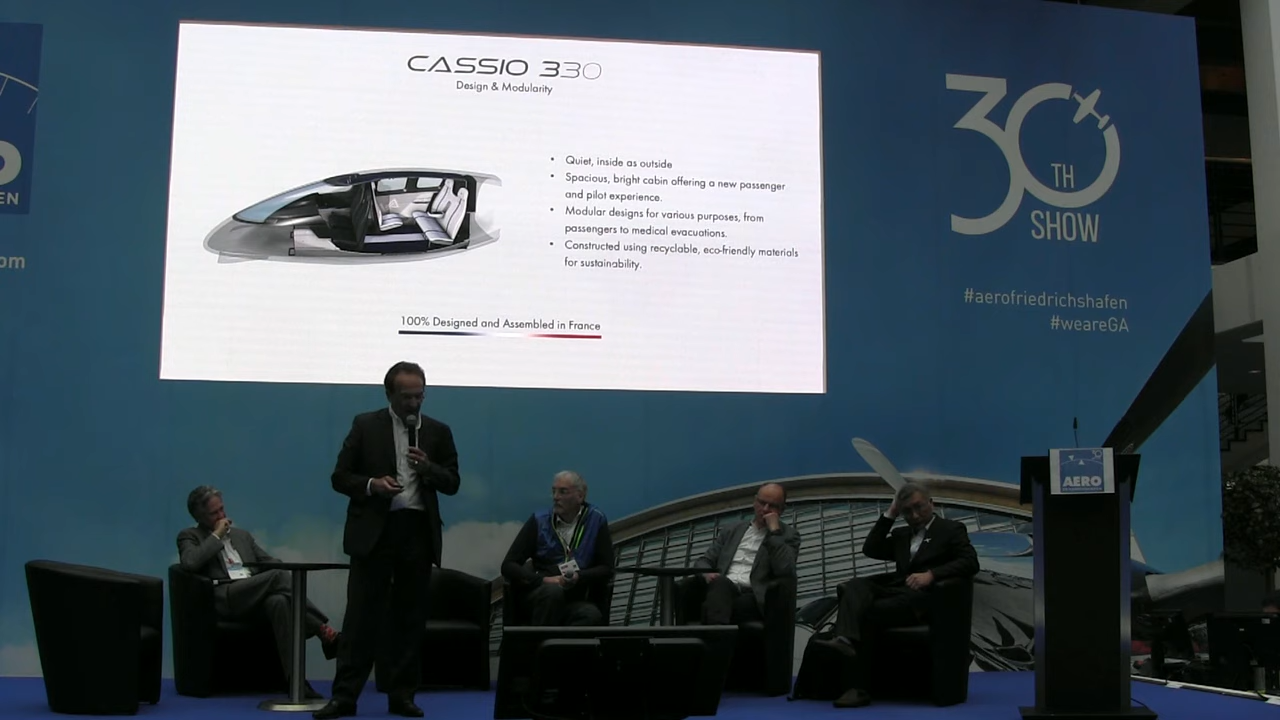 CASSIO 330
Design & Modularity
• Quiet, inside as outside
• Spacious, bright cabin offering a new passenger
and pilot experience.
• Modular designs for various purposes, from
passengers to medical evacuations.
• Constructed using recyclable, eco-friendly materials
for sustainability.
100% Designed and Assembled in France
30
TH
SHOW
#aerofriedrichshafen
#weareGA
O
EN
om
AERO